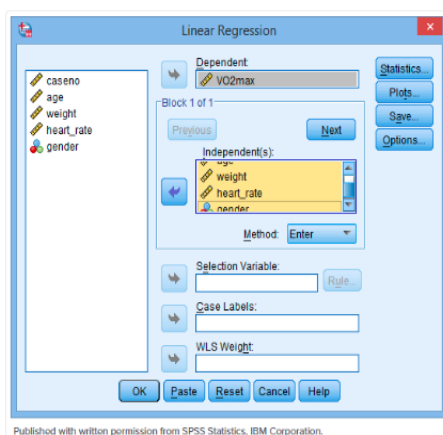 Linear Regression
x
caseno
age
weight
heart_rate
gender
Dependent:
VO2max
Block 1 of 1
Previous
Next
Independent(s):
age
weight
heart_rate
gender
Method:
Enter
Selection Variable:
Rule...
Case Labels:
WLS Weight:
Statistics...
Plots...
Save...
Options...
OK
Paste
Reset
Cancel
Help
Published with written permission from SPSS Statistics, IBM Corporation.